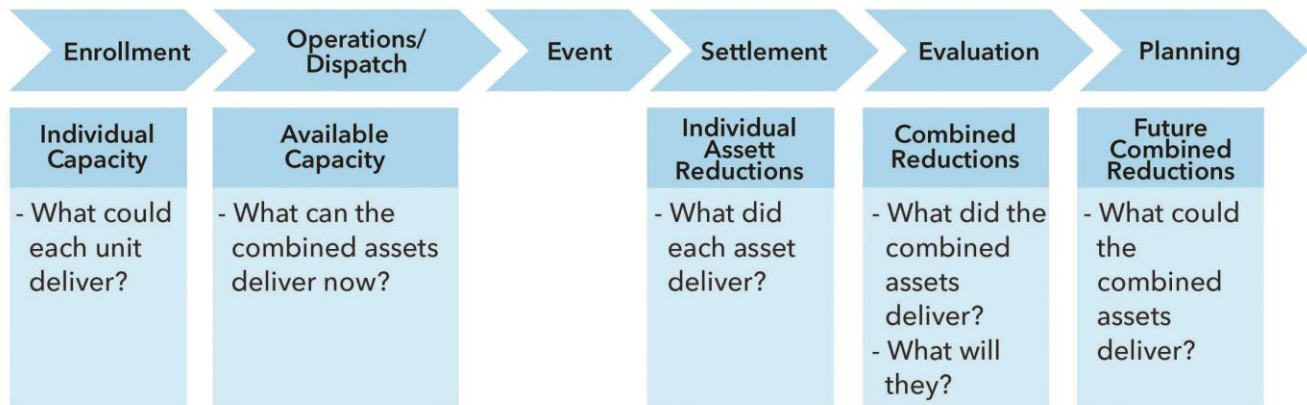 Enrollment
Operations/
Dispatch
Event
Settlement
Evaluation
Planning
Individual
Capacity
- What could
each unit
deliver?
Available
Capacity
- What can the
combined assets
deliver now?
Individual
Assett
Reductions
- What did
each asset
deliver?
Combined
Reductions
- What did the
combined
assets
deliver?
- What will
they?
Future
Combined
Reductions
- What could
the
combined
assets
deliver?